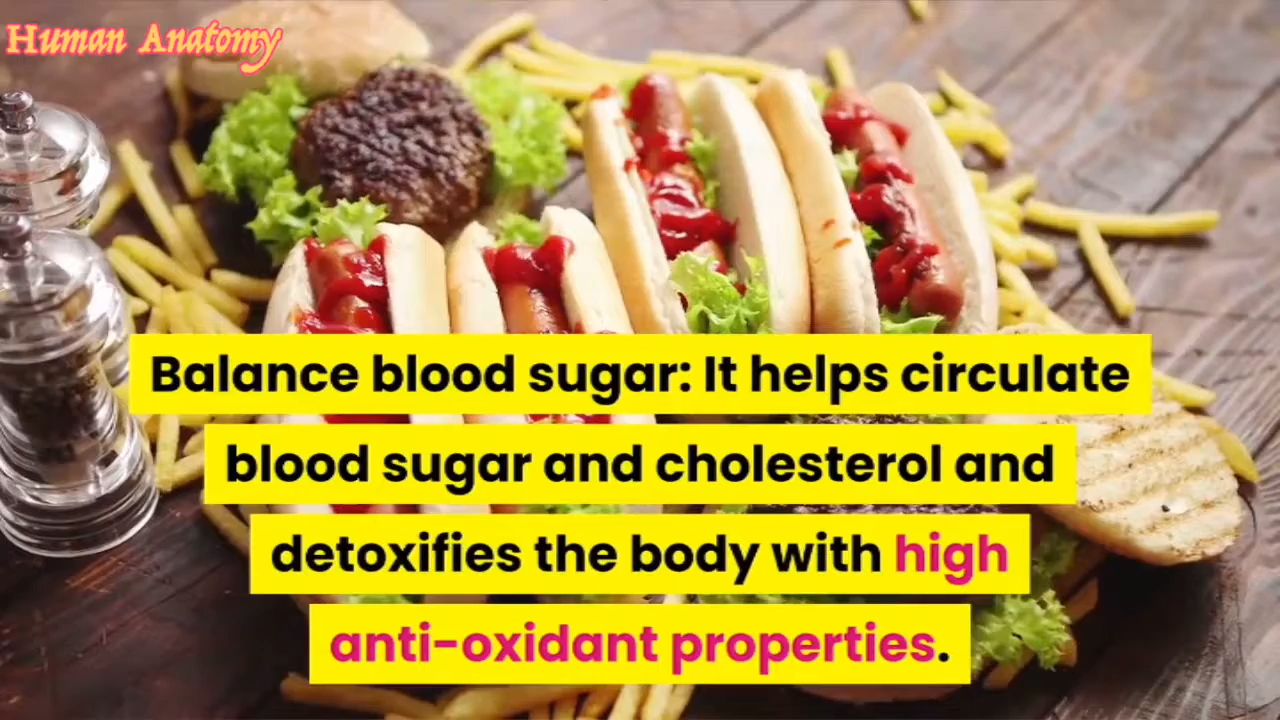 Human Anatomy
Balance blood sugar: It helps circulate
blood sugar and cholesterol and
detoxifies the body with high
anti-oxidant properties.